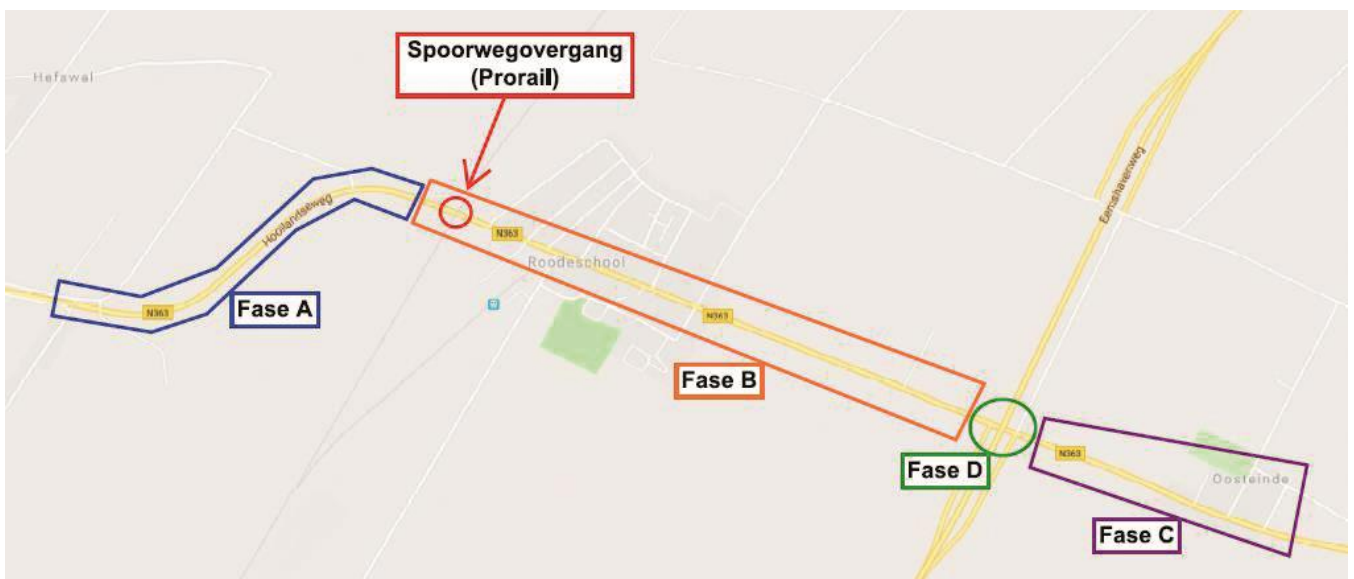 Spoorwegovergang
(Prorail)
Hefswal
Hooilandseweg
N363
Roodeschool
Eemshavenweg
N363
Fase A
N363
Fase B
N363
Fase D
Oosteinde
Fase C